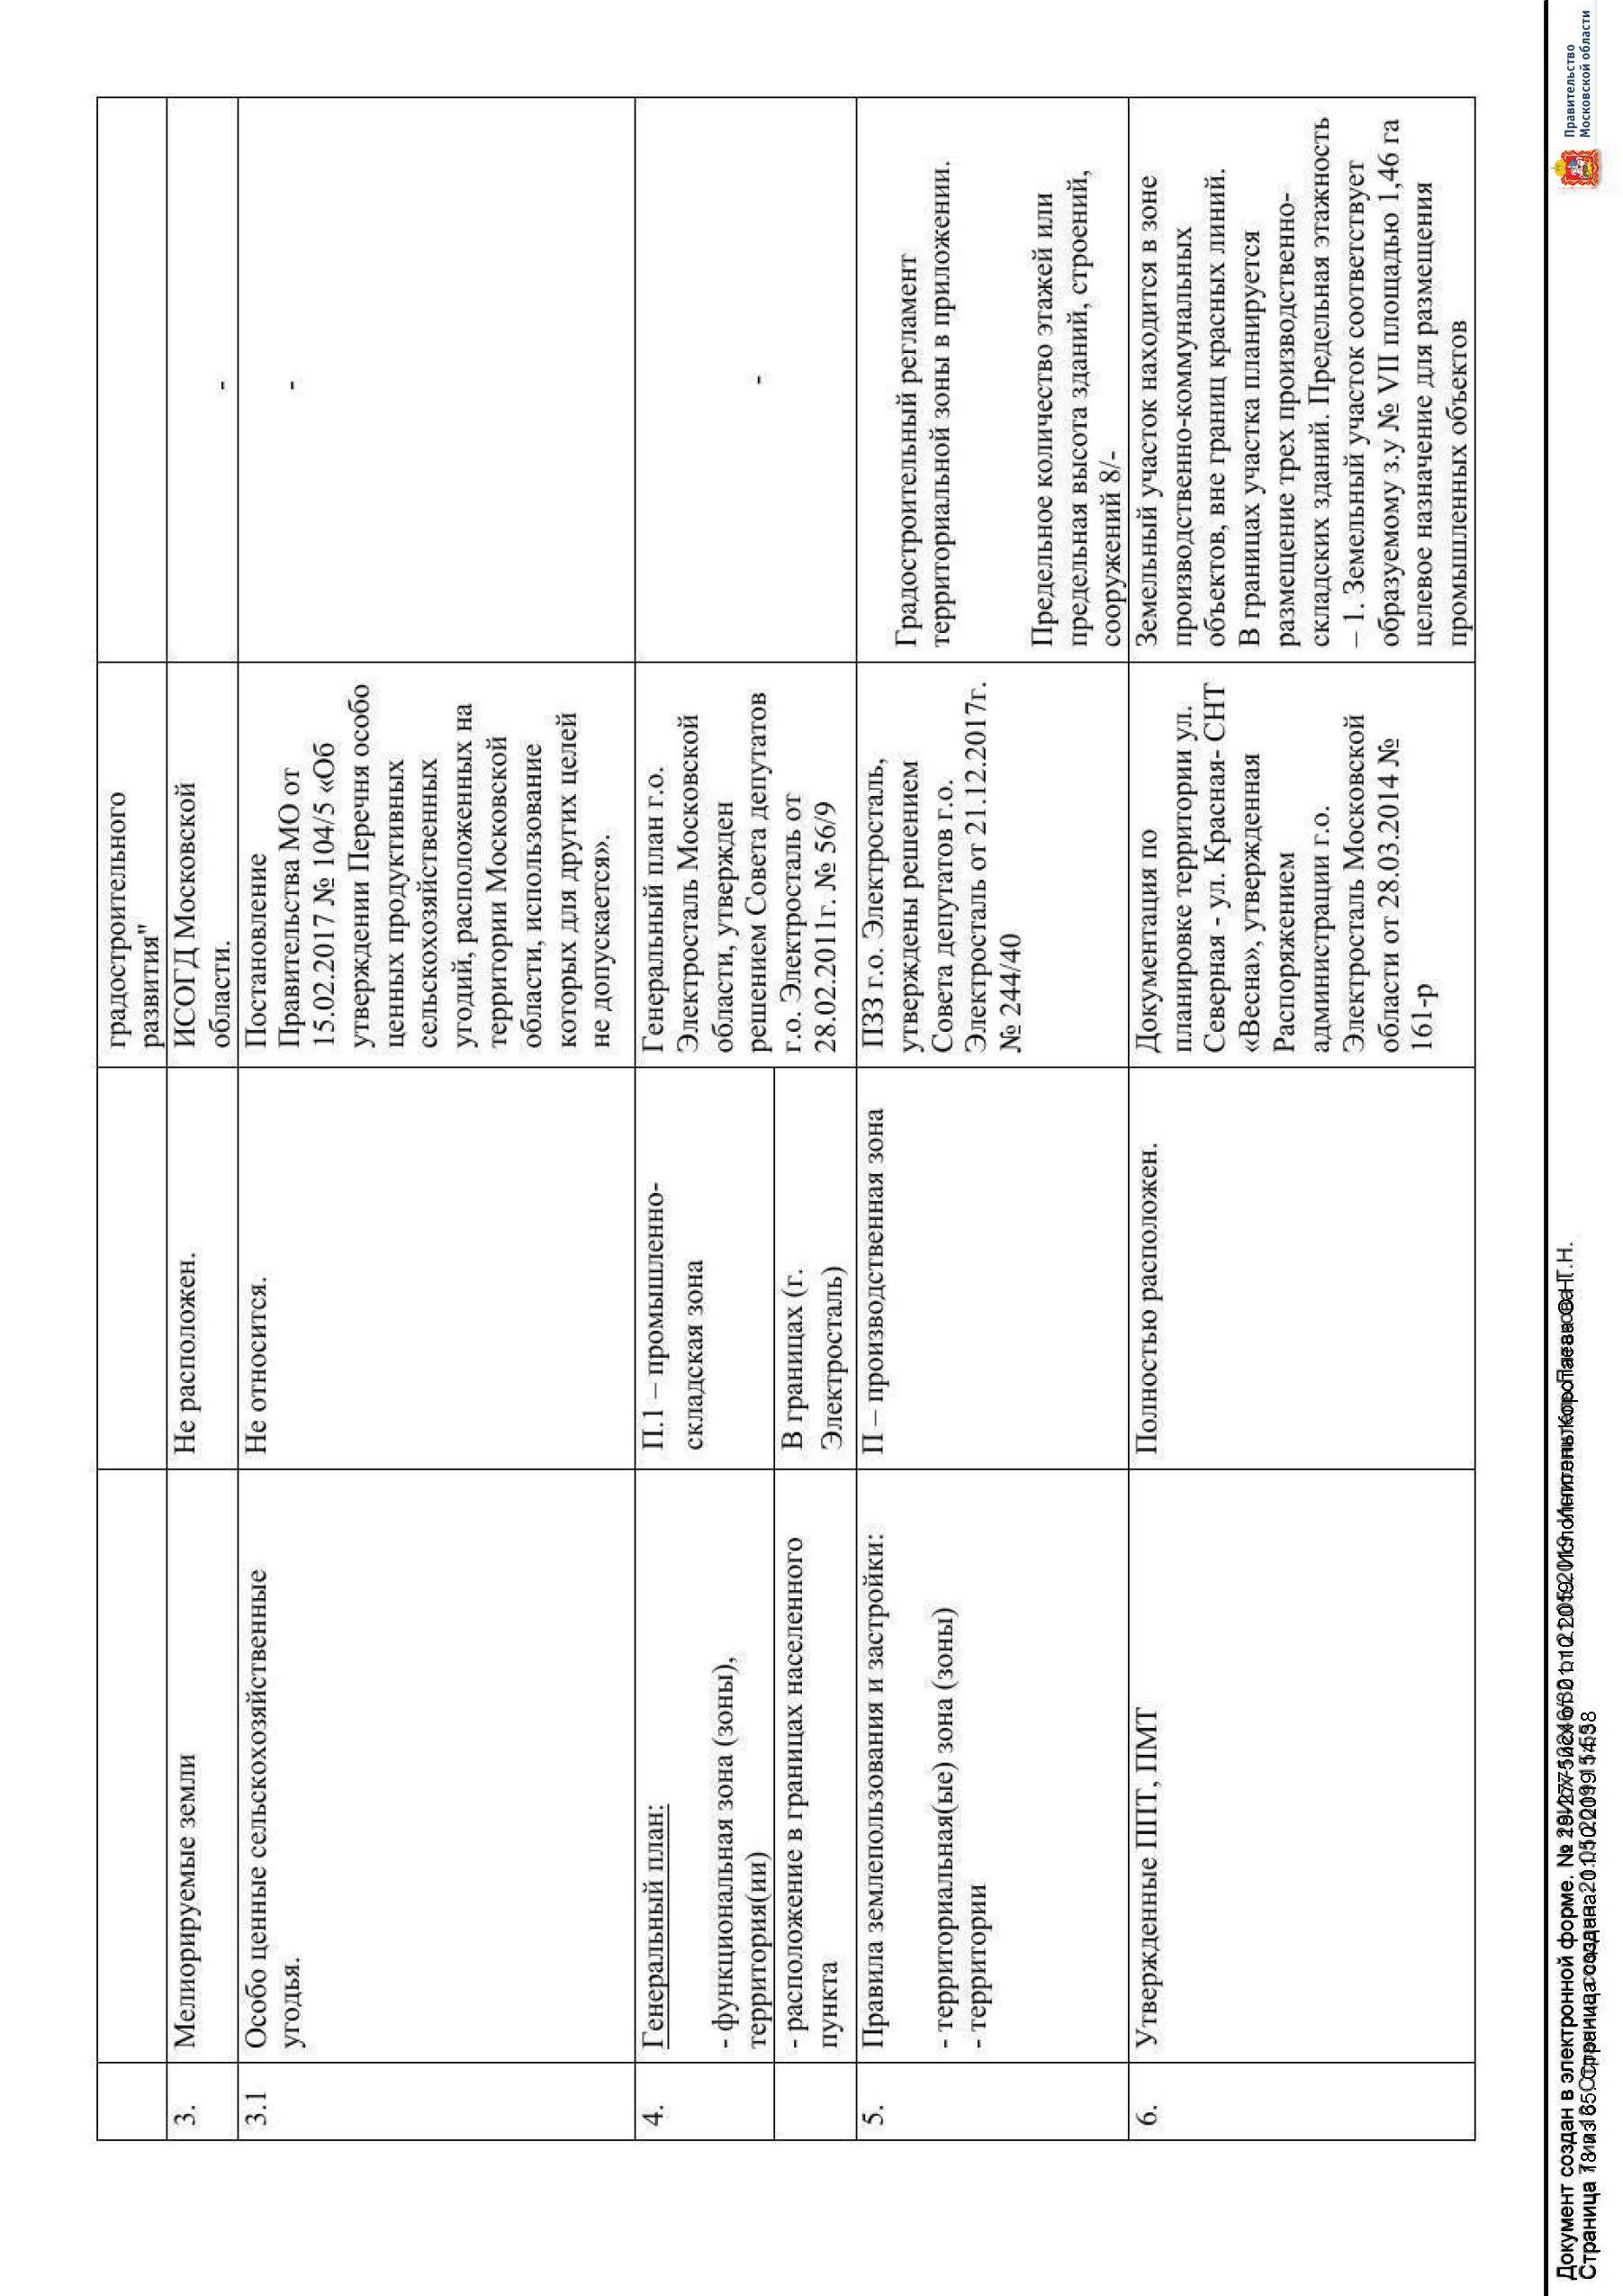 градостроительного
развития"
3.
Мелиорируемые земли
Не расположен.
ИСОГД Московской
области.
-
3.1
Особо ценные сельскохозяйственные
угодья.
Не относится.
Постановление
Правительства МО от
15.02.2017 № 104/5 «Об
утверждении Перечня особо
ценных продуктивных
сельскохозяйственных
угодий, расположенных на
территории Московской
области, использование
которых для других целей
не допускается».
-
4.
Генеральный план:
- функциональная зона (зоны),
территория(ии)
П.1 – промышленно-
складская зона
Генеральный план г.о.
Электросталь Московской
области, утвержден
решением Совета депутатов
г.о. Электросталь от
28.02.2011г. № 56/9
-
- расположение в границах населенного
пункта
В границах (г.
Электросталь)
5.
Правила землепользования и застройки:
- территориальная(ые) зона (зоны)
- территории
П – производственная зона
ПЗЗ г.о. Электросталь,
утверждены решением
Совета депутатов г.о.
Электросталь от 21.12.2017г.
№ 244/40
Градостроительный регламент
территориальной зоны в приложении.
Предельное количество этажей или
предельная высота зданий, строений,
сооружений 8/-
6.
Утвержденные ППТ, ПМТ
Полностью расположен.
Документация по
планировке территории ул.
Северная - ул. Красная- СНТ
«Весна», утвержденная
Распоряжением
администрации г.о.
Электросталь Московской
области от 28.03.2014 №
161-р
Земельный участок находится в зоне
производственно-коммунальных
объектов, вне границ красных линий.
В границах участка планируется
размещение трех производственно-
складских зданий. Предельная этажность
– 1. Земельный участок соответствует
образуемому з.у № VII площадью 1,46 га
целевое назначение для размещения
промышленных объектов
Документ создан в электронной форме. №
Страница
Правительство
Московской области